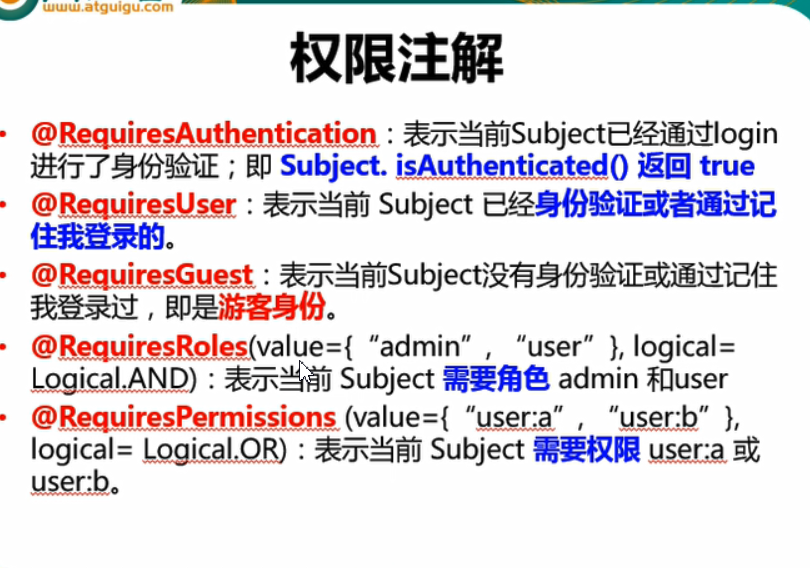 www.atguigu.com
权限注解
• @RequiresAuthentication：表示当前Subject已经通过login
进行了身份验证；即 Subject. isAuthenticated() 返回 true
• @RequiresUser：表示当前 Subject 已经身份验证或者通过记
住我登录的。
• @RequiresGuest：表示当前Subject没有身份验证或通过记住
我登录过，即是游客身份。
• @RequiresRoles(value={“admin”, “user”}, logical=
Logical.AND)：表示当前 Subject 需要角色 admin 和user
• @RequiresPermissions (value={“user:a”, “user:b”},
logical= Logical.OR)：表示当前 Subject 需要权限 user:a 或
user:b。